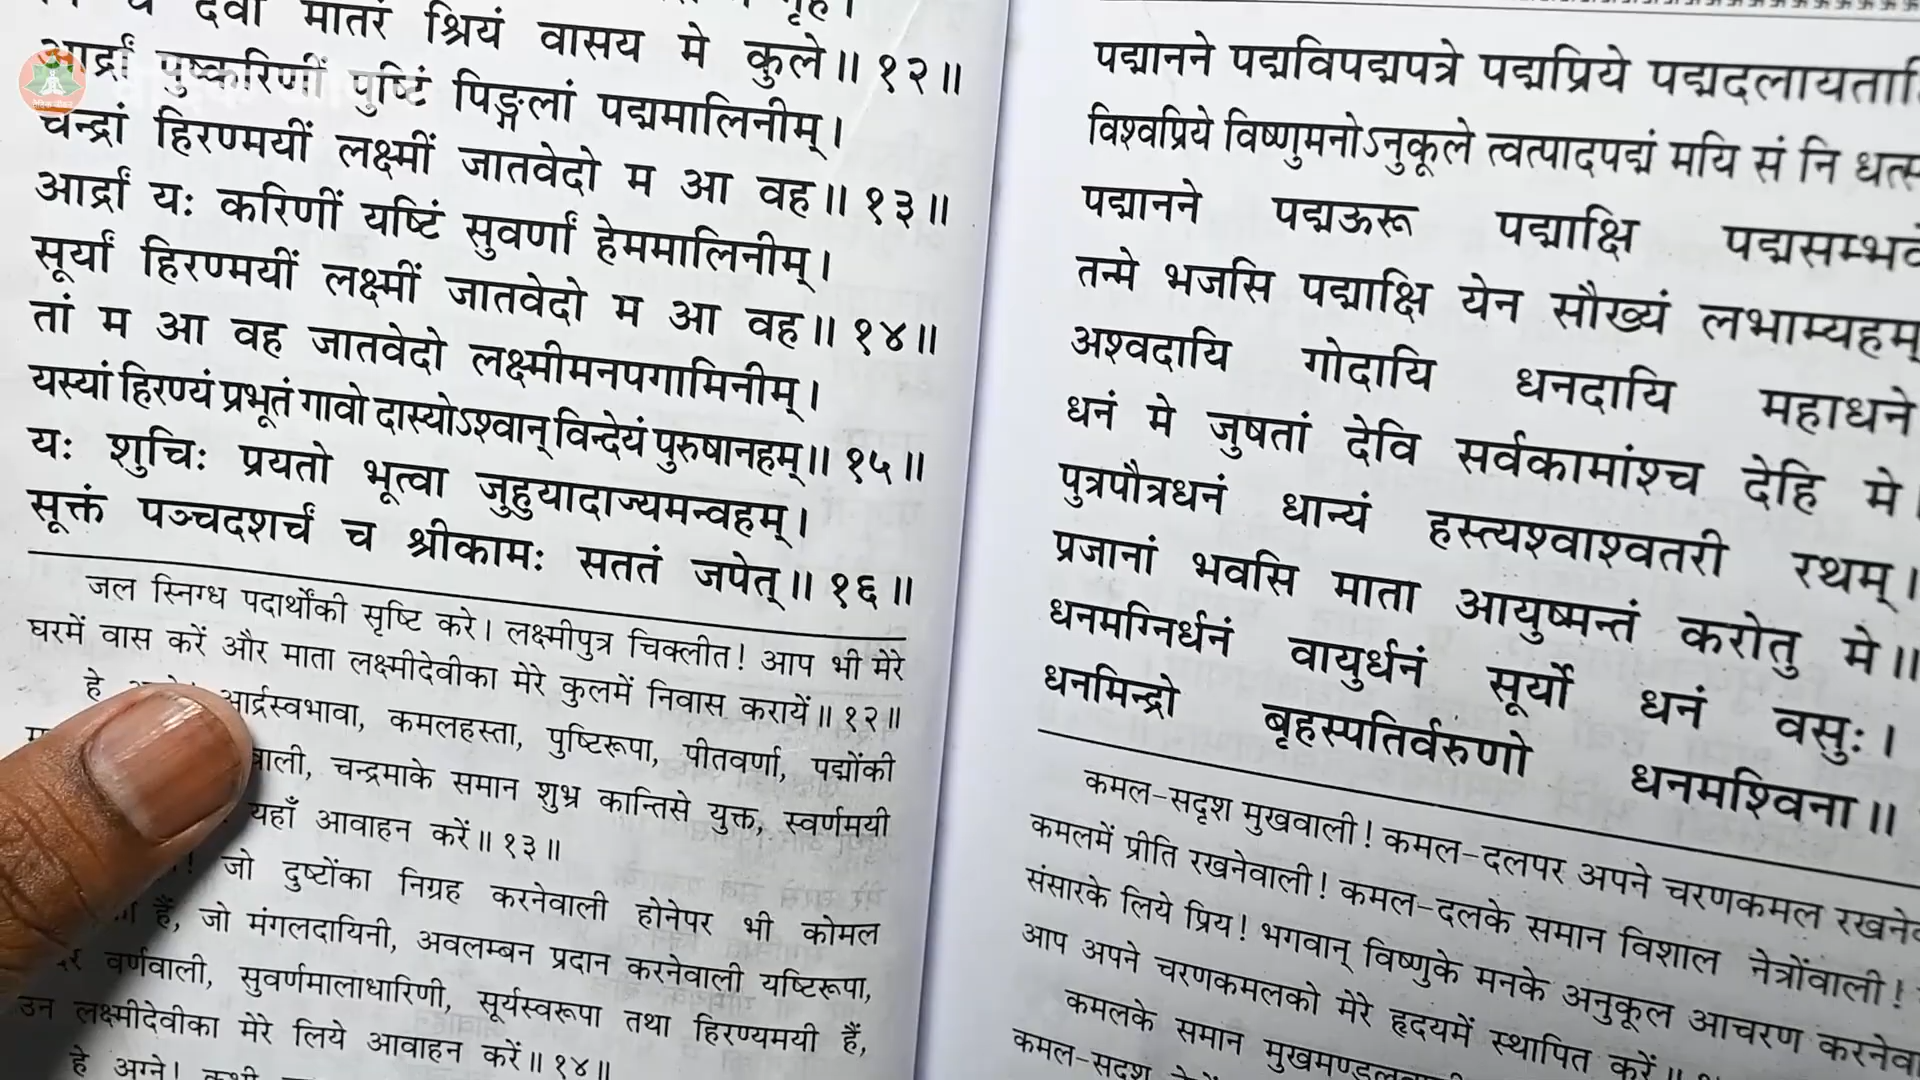 देवीं मातरं श्रियं वासय मे कुले॥ १२॥
आर्द्रां पुष्करिणीं पुष्टिं पिङ्गलां पद्ममालिनीम्।
चन्द्रां हिरण्मयीं लक्ष्मीं जातवेदो म आ वह॥ १३॥
आर्द्रां यः करिणीं यष्टिं सुवर्णां हेममालिनीम्।
सूर्यां हिरण्मयीं लक्ष्मीं जातवेदो म आ वह॥ १४॥
तां म आ वह जातवेदो लक्ष्मीमनपगामिनीम्।
यस्यां हिरण्यं प्रभूतं गावो दास्योऽश्वान् विन्देयं पुरुषानहम्॥ १५॥
यः शुचिः प्रयतो भूत्वा जुहुयादाज्यमन्वहम्।
सूक्तं पञ्चदशर्चं च श्रीकामः सततं जपेत्॥ १६॥
जल स्निग्ध पदार्थोंकी सृष्टि करे। लक्ष्मीपुत्र चिक्लीत! आप भी मेरे
घरमें वास करें और माता लक्ष्मीदेवीका मेरे कुलमें निवास करायें॥ १२॥
हे आर्द्रस्वभावा, कमलहस्ता, पुष्टिरूपा, पीतवर्णा, पद्मोंकी
वाली, चन्द्रमाके समान शुभ्र कान्तिसे युक्त, स्वर्णमयी
यहाँ आवाहन करें॥ १३॥
जो दुष्टोंका निग्रह करनेवाली होनेपर भी कोमल
हैं, जो मंगलदायिनी, अवलम्बन प्रदान करनेवाली यष्टिरूपा,
वर्णवाली, सुवर्णमालाधारिणी, सूर्यस्वरूपा तथा हिरण्यमयी हैं,
उन लक्ष्मीदेवीका मेरे लिये आवाहन करें॥ १४॥
हे अग्ने!
पद्मानने पद्मविपद्मपत्रे पद्मप्रिये पद्मदलायता
विश्वप्रिये विष्णुमनोऽनुकूले त्वत्पादपद्मं मयि सं नि धत्स
पद्मानने पद्मऊरू पद्माक्षि पद्मसम्भवे
तन्मे भजसि पद्माक्षि येन सौख्यं लभाम्यहम्
अश्वदायि गोदायि धनदायि महाधने
धनं मे जुषतां देवि सर्वकामांश्च देहि मे।
पुत्रपौत्रधनं धान्यं हस्त्यश्वाश्वतरी रथम्।
प्रजानां भवसि माता आयुष्मन्तं करोतु मे॥
धनमग्निर्धनं वायुर्धनं सूर्यो धनं वसुः।
धनमिन्द्रो बृहस्पतिर्वरुणो धनमश्विना॥
कमल-सदृश मुखवाली! कमल-दलपर अपने चरणकमल रखने
कमलमें प्रीति रखनेवाली! कमल-दलके समान विशाल नेत्रोंवाली!
संसारके लिये प्रिय! भगवान् विष्णुके मनके अनुकूल आचरण करनेवा
आप अपने चरणकमलको मेरे हृदयमें स्थापित करें॥
कमलके समान मुखमण्डल
कमल-सदृश